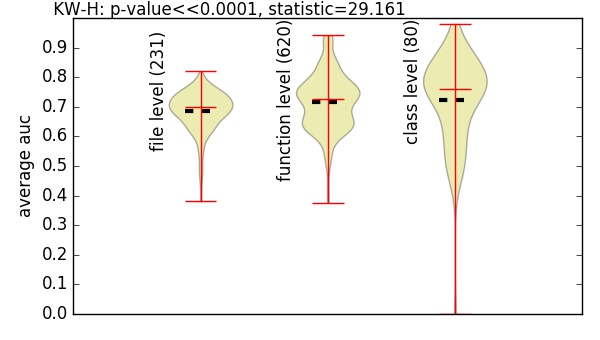 KW-H: p-value<<0.0001, statistic=29.161
average auc
0.9
0.8
0.7
0.6
0.5
0.4
0.3
0.2
0.1
0.0
file level (231)
function level (620)
class level (80)